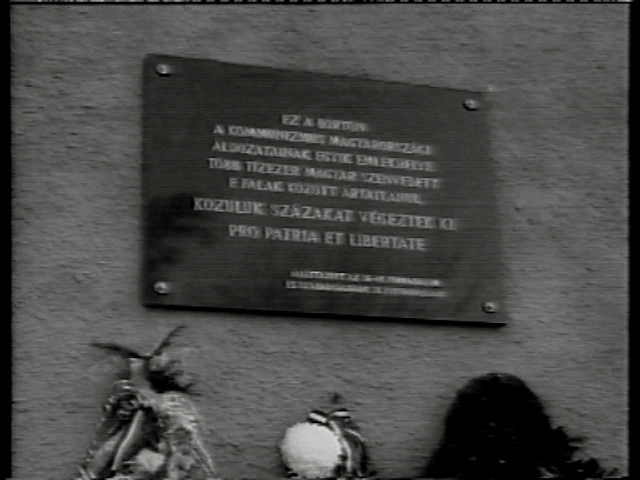 EZ A BÖRTÖN
A KOMMUNIZMUS MAGYARORSZÁGI
ÁLDOZATAINAK EGYIK EMLÉKHELYE
TÖBB TÍZEZER MAGYAR SZENVEDETT
E FALAK KÖZÖTT ÁRTATLANUL
KÖZÜLÜK SZÁZAKAT VÉGEZTEK KI
PRO PATRIA ET LIBERTATE